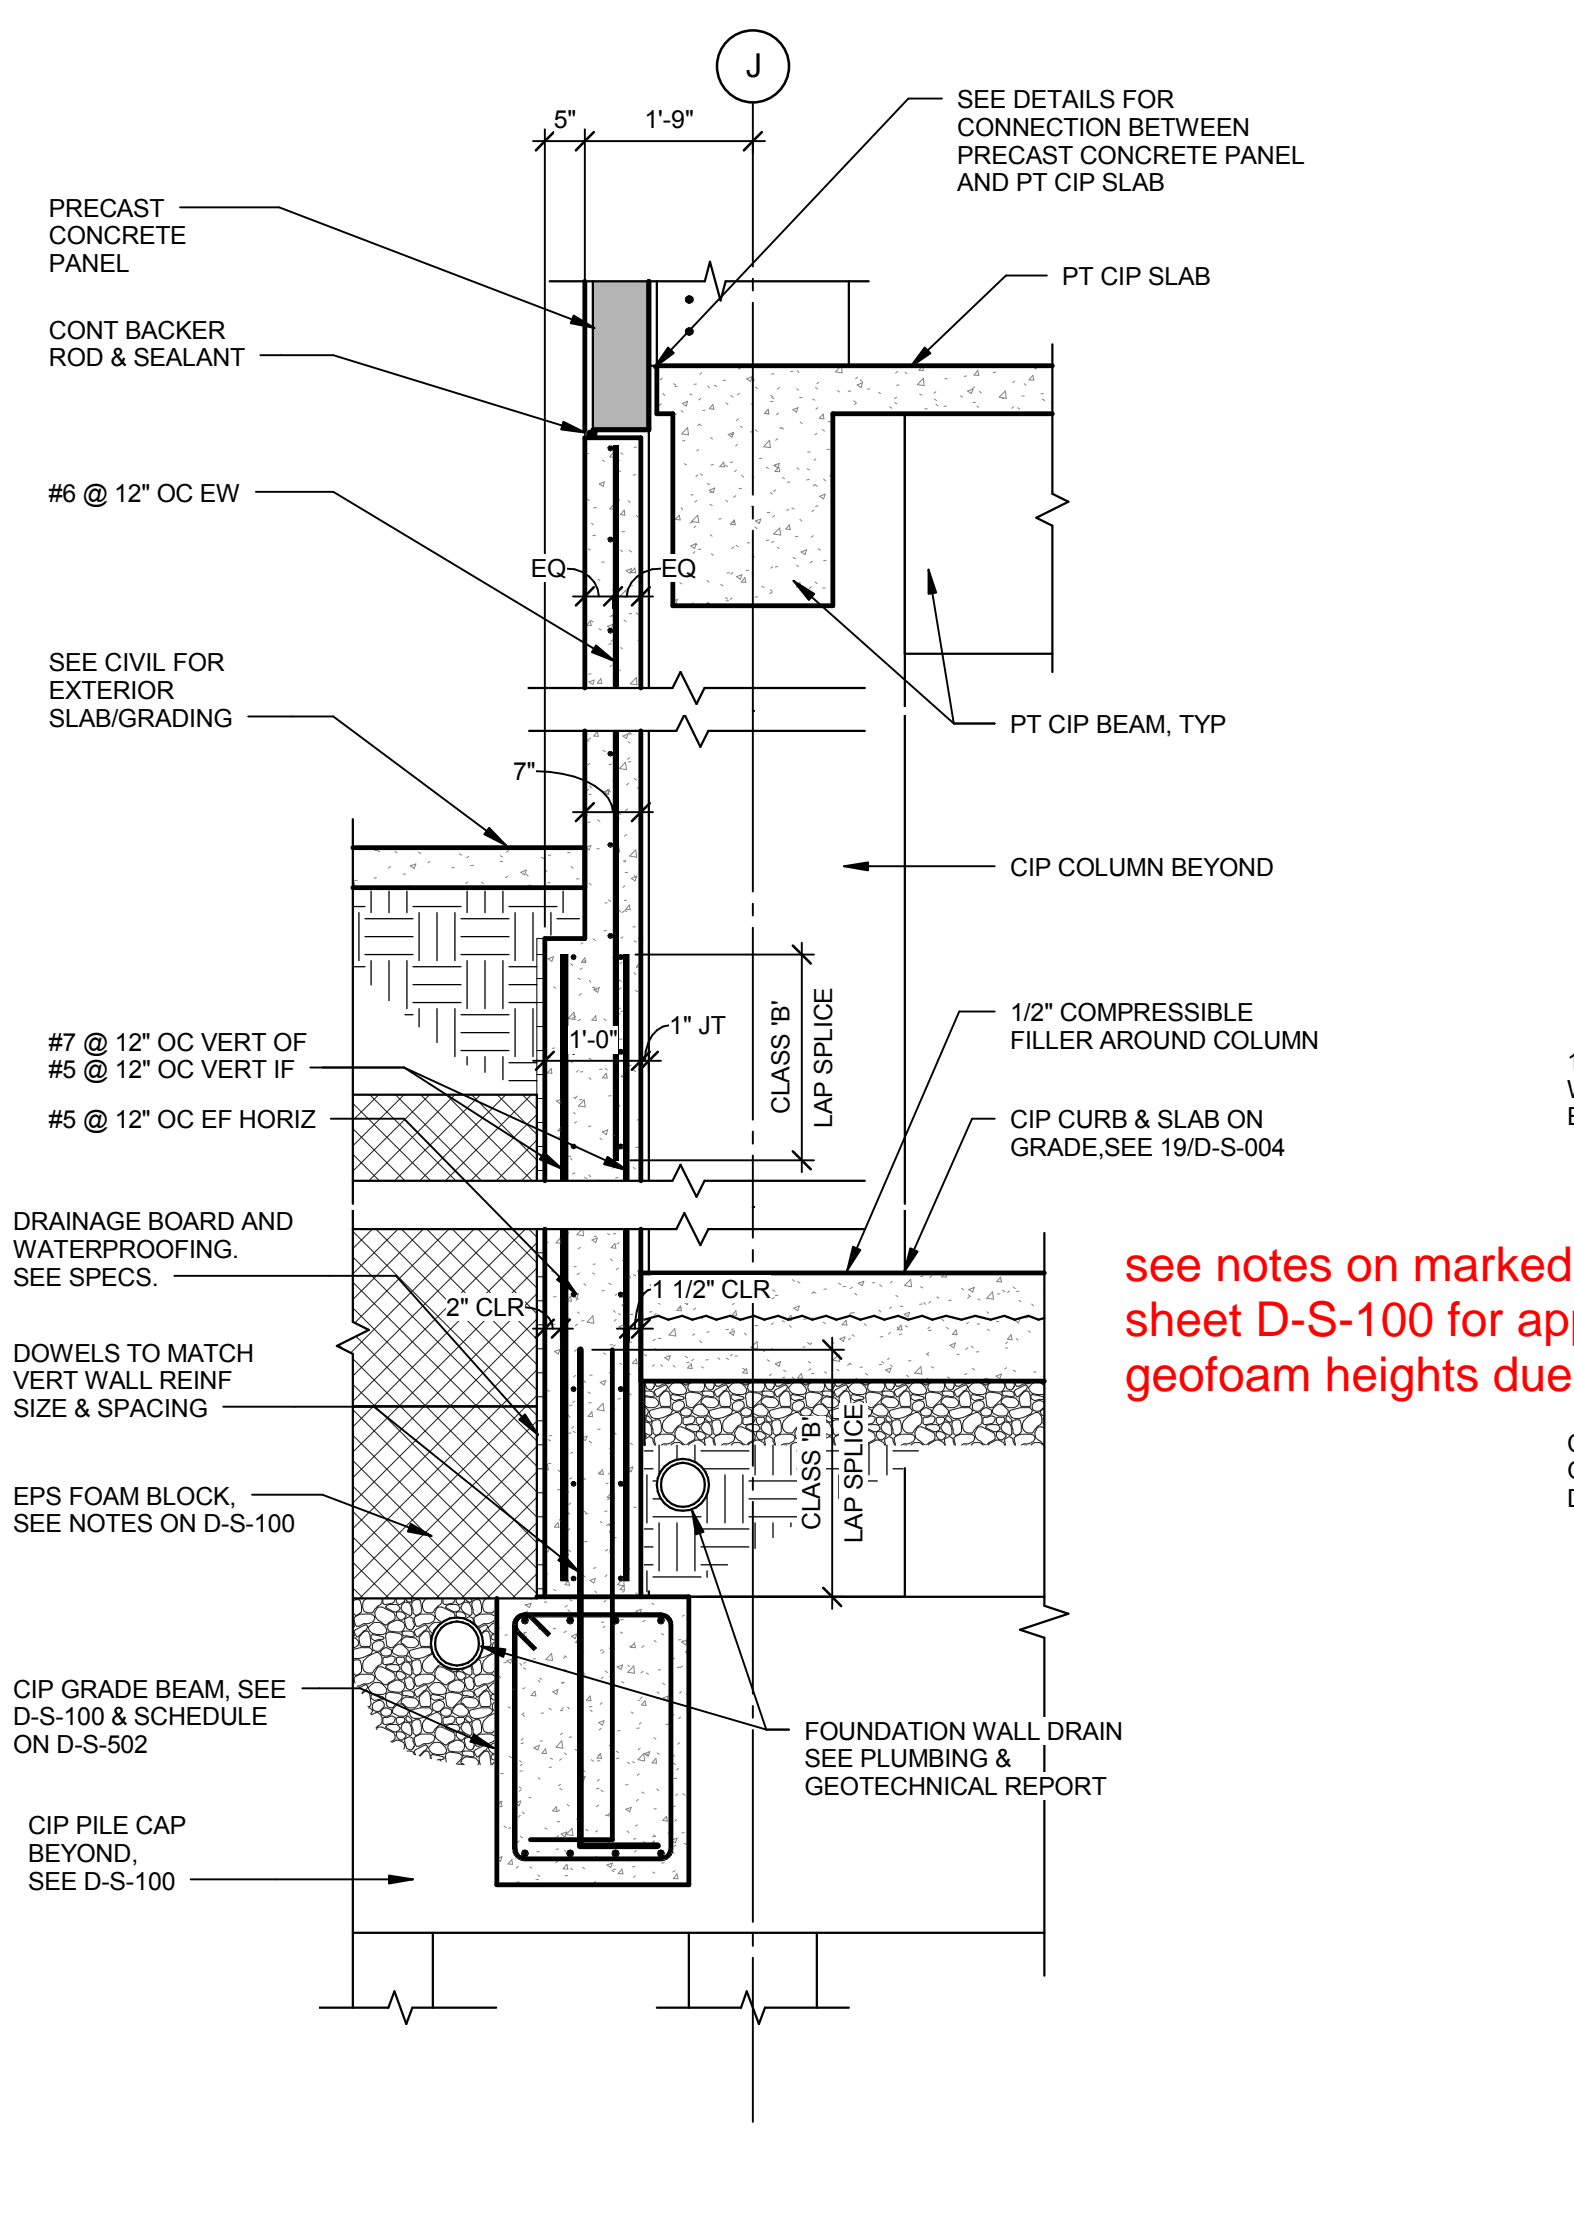 J
5"
1'-9"
SEE DETAILS FOR
CONNECTION BETWEEN
PRECAST CONCRETE PANEL
AND PT CIP SLAB
PRECAST
CONCRETE
PANEL
PT CIP SLAB
CONT BACKER
ROD & SEALANT
#6 @ 12" OC EW
EQ
EQ
SEE CIVIL FOR
EXTERIOR
SLAB/GRADING
PT CIP BEAM, TYP
7"
CIP COLUMN BEYOND
CLASS 'B'
LAP SPLICE
1/2" COMPRESSIBLE
FILLER AROUND COLUMN
#7 @ 12" OC VERT OF
#5 @ 12" OC VERT IF
1'-0"
1" JT
#5 @ 12" OC EF HORIZ
CIP CURB & SLAB ON
GRADE,SEE 19/D-S-004
DRAINAGE BOARD AND
WATERPROOFING.
SEE SPECS.
2" CLR
1 1/2" CLR
see notes on marked
sheet D-S-100 for
geofoam heights due
DOWELS TO MATCH
VERT WALL REINF
SIZE & SPACING
CLASS 'B'
LAP SPLICE
EPS FOAM BLOCK,
SEE NOTES ON D-S-100
CIP GRADE BEAM, SEE
D-S-100 & SCHEDULE
ON D-S-502
FOUNDATION WALL DRAIN
SEE PLUMBING &
GEOTECHNICAL REPORT
CIP PILE CAP
BEYOND,
SEE D-S-100